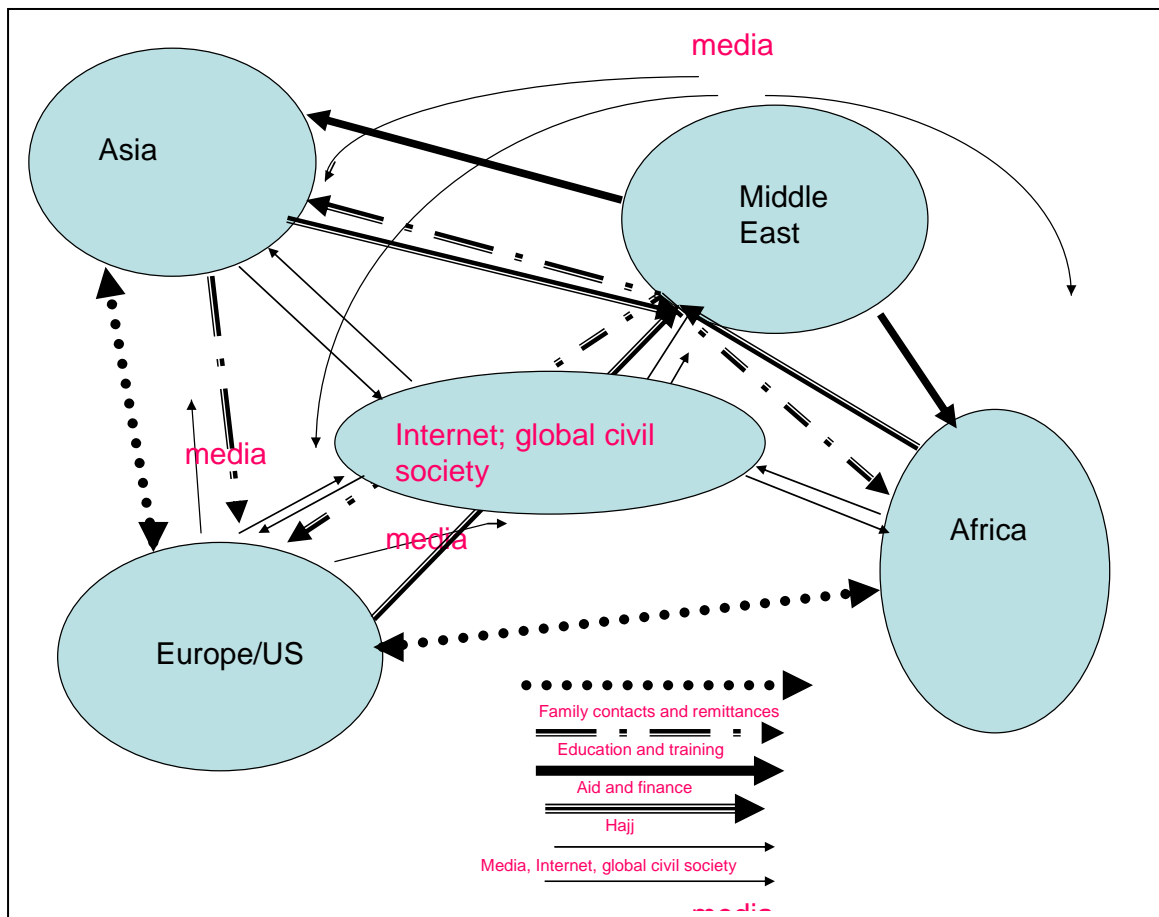 media
Asia
Middle
East
Internet; global civil
society
media
media
Africa
Europe/US
Family contacts and remittances
Education and training
Aid and finance
Hajj
Media, Internet, global civil society
media